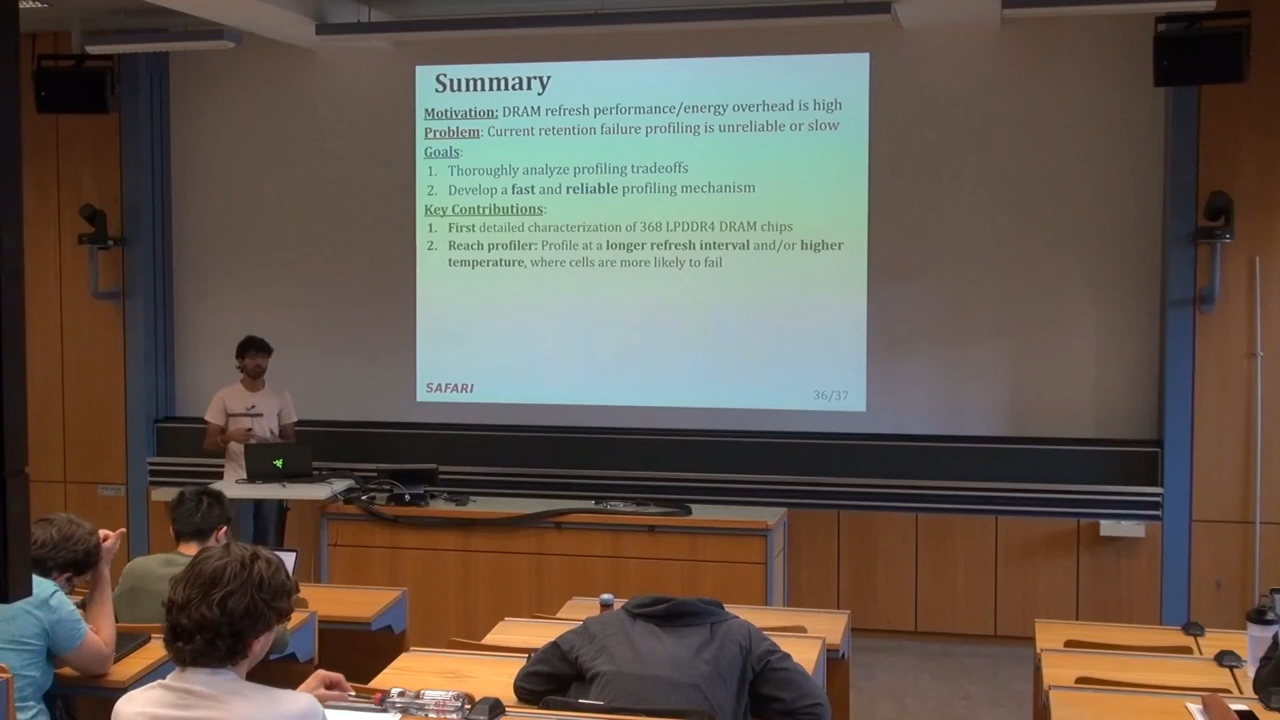 Summary
Motivation: DRAM refresh performance/energy overhead is high
Problem: Current retention failure profiling is unreliable or slow
Goals:
1. Thoroughly analyze profiling tradeoffs
2. Develop a fast and reliable profiling mechanism
Key Contributions:
1. First detailed characterization of 368 LPDDR4 DRAM chips
2. Reach profiler: Profile at a longer refresh interval and/or higher
temperature, where cells are more likely to fail
SAFARI
36/37